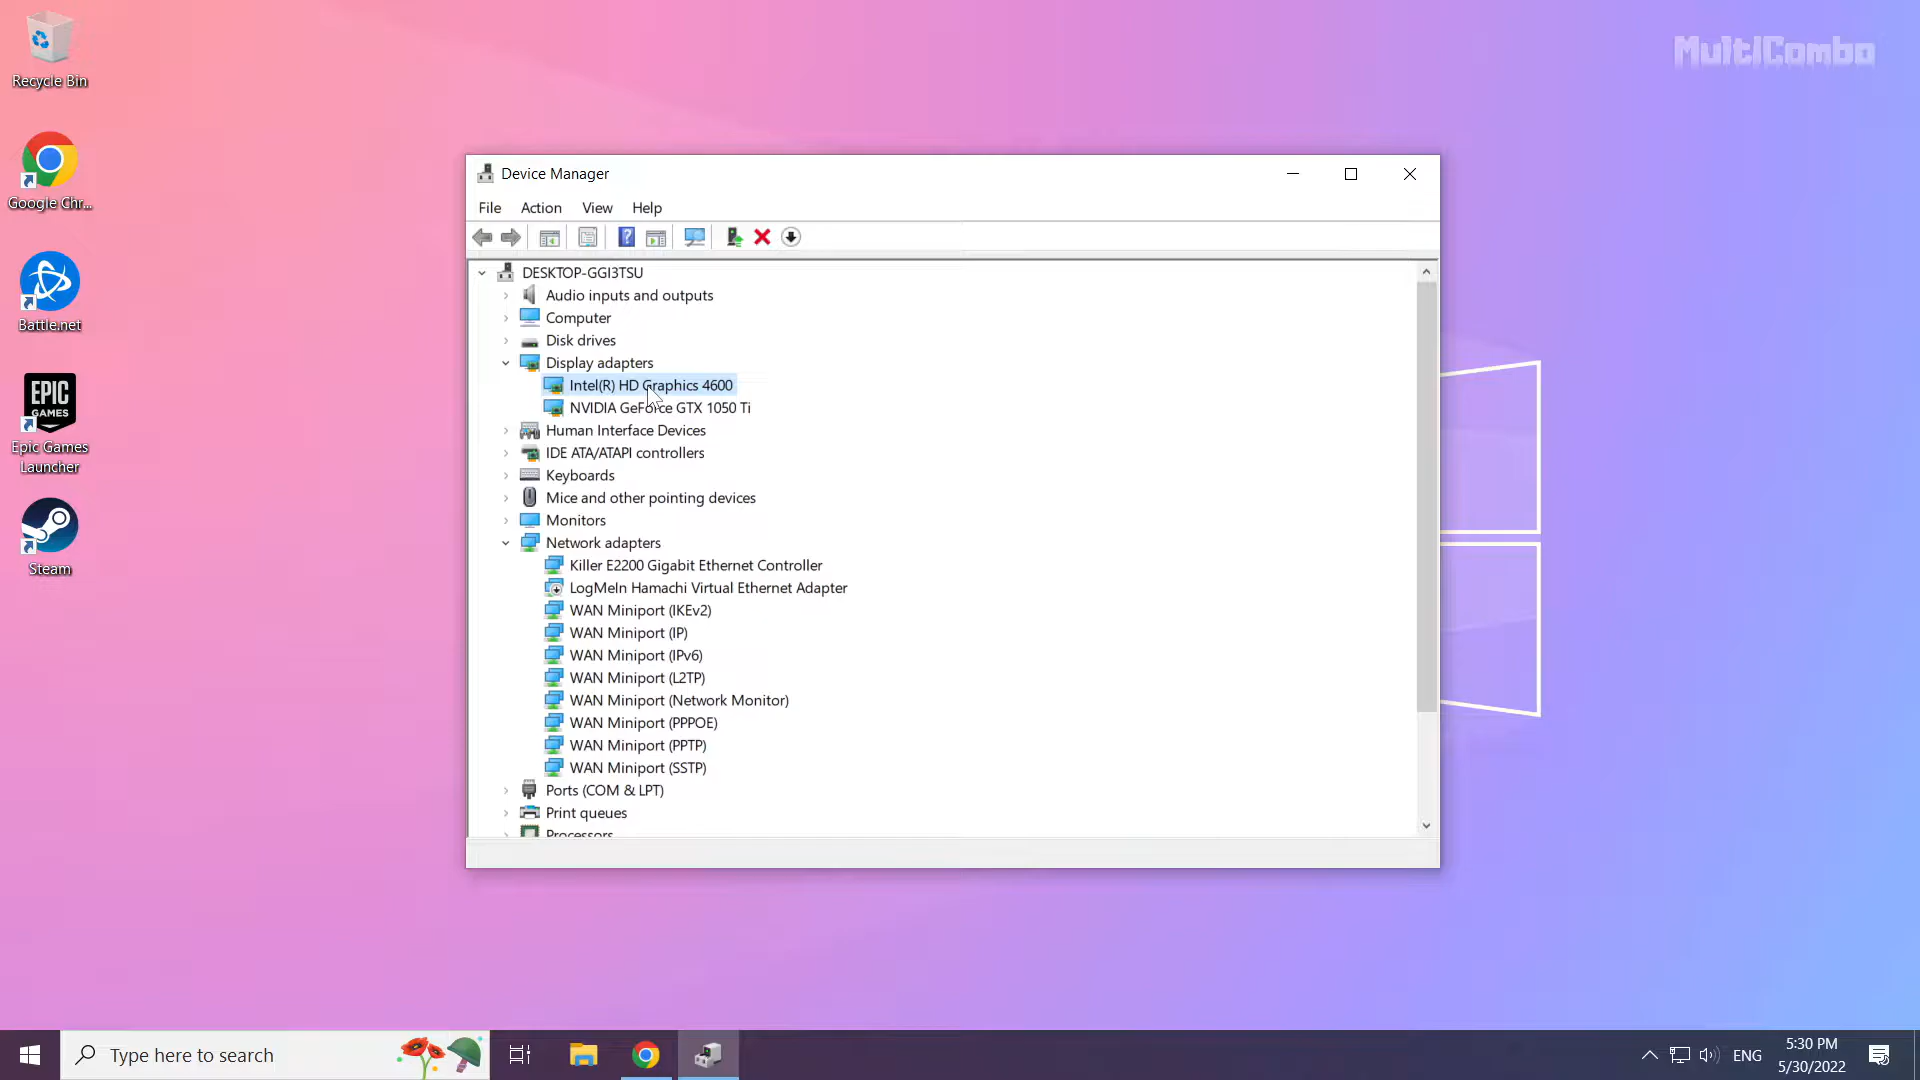 Recycle Bin
MultiCombo
Google Chr...
Battle.net
EPIC
GAMES
Epic Games
Launcher
Steam
Device Manager
File Action View Help
DESKTOP-GGI3TSU
Audio inputs and outputs
Computer
Disk drives
Display adapters
Intel(R) HD Graphics 4600
NVIDIA GeForce GTX 1050 Ti
Human Interface Devices
IDE ATA/ATAPI controllers
Keyboards
Mice and other pointing devices
Monitors
Network adapters
Killer E2200 Gigabit Ethernet Controller
LogMeIn Hamachi Virtual Ethernet Adapter
WAN Miniport (IKEv2)
WAN Miniport (IP)
WAN Miniport (IPv6)
WAN Miniport (L2TP)
WAN Miniport (Network Monitor)
WAN Miniport (PPPOE)
WAN Miniport (PPTP)
WAN Miniport (SSTP)
Ports (COM & LPT)
Print queues
Processors
Type here to search
ENG
5:30 PM
5/30/2022